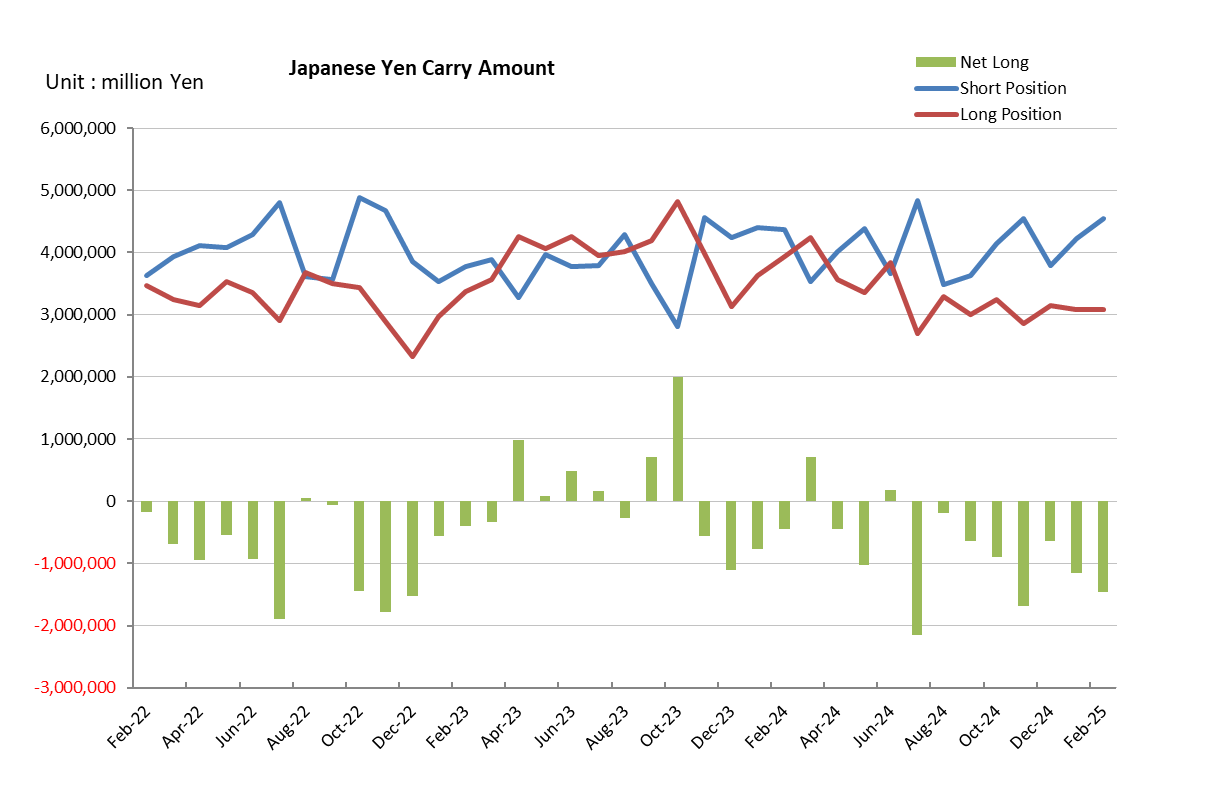 Japanese Yen Carry Amount
Unit : million Yen
Net Long
Short Position
Long Position
6,000,000
5,000,000
4,000,000
3,000,000
2,000,000
1,000,000
0
-1,000,000
-2,000,000
-3,000,000
Feb-22
Apr-22
Jun-22
Aug-22
Oct-22
Dec-22
Feb-23
Apr-23
Jun-23
Aug-23
Oct-23
Dec-23
Feb-24
Apr-24
Jun-24
Aug-24
Oct-24
Dec-24
Feb-25